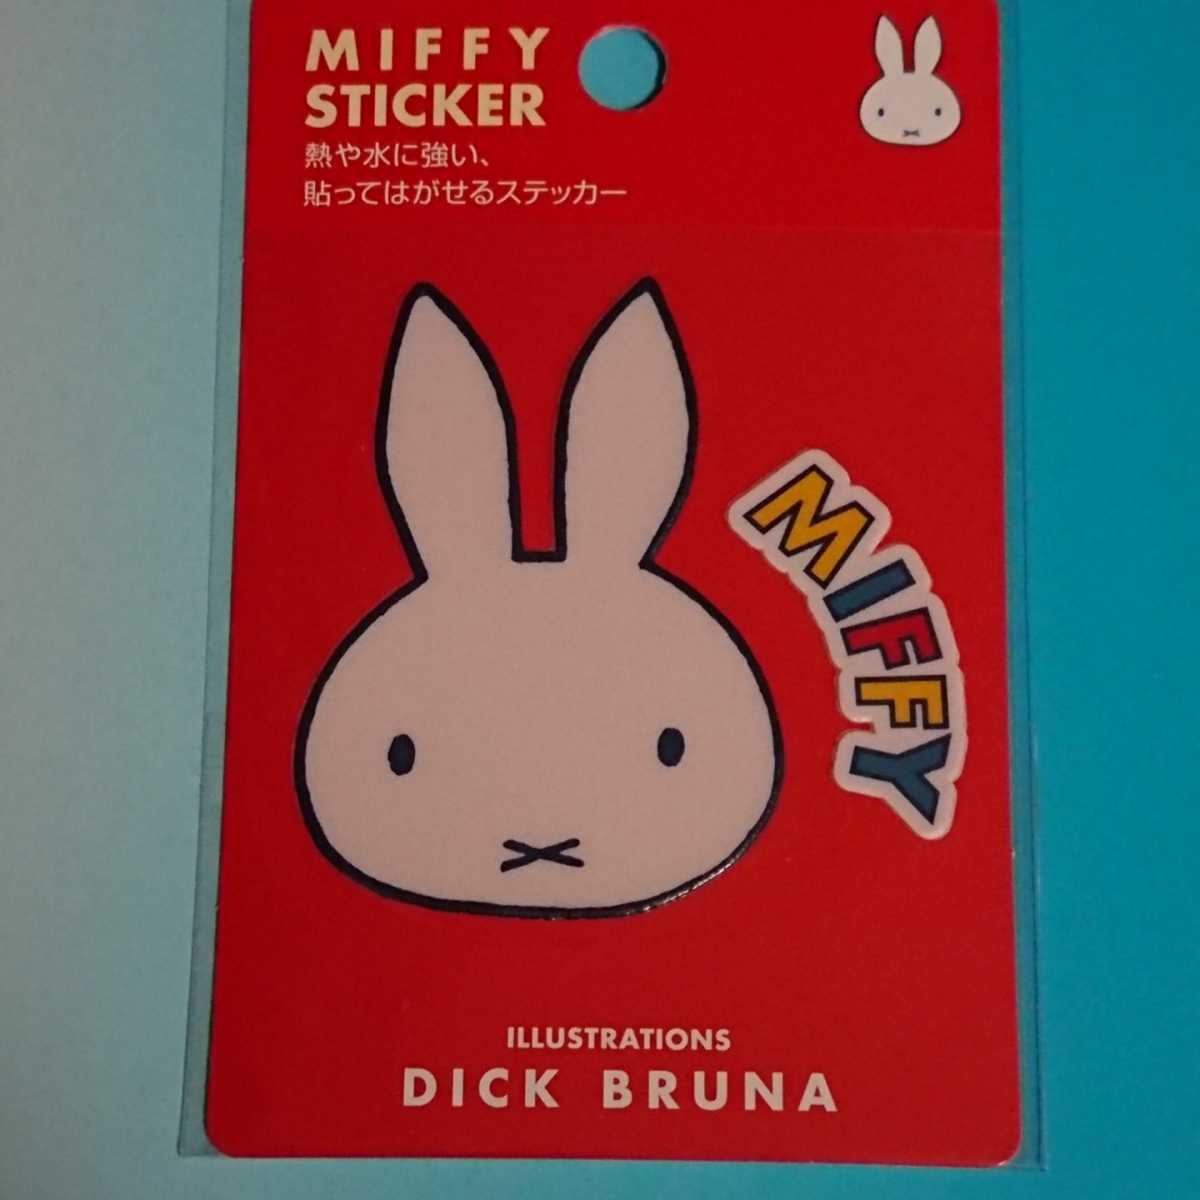 MIFFY
STICKER
熱や水に強い、
貼ってはがせるステッカー
MIFFY
ILLUSTRATIONS
DICK BRUNA